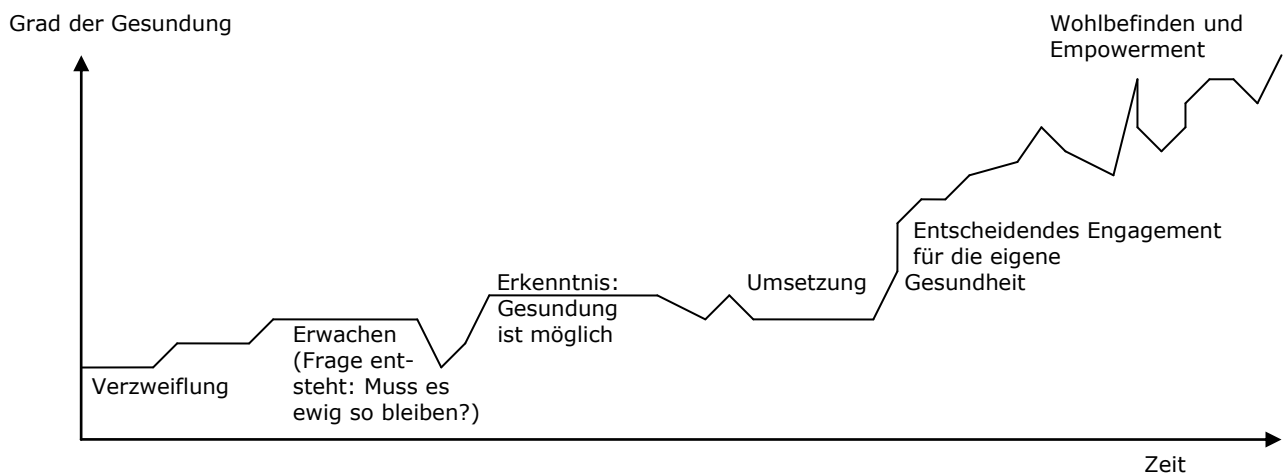 Grad der Gesundung
Wohlbefinden und
Empowerment
Entscheidendes Engagement
für die eigene
Gesundheit
Erkenntnis:
Gesundung
ist möglich
Umsetzung
Erwachen
(Frage ent-
steht: Muss es
ewig so bleiben?)
Verzweiflung
Zeit